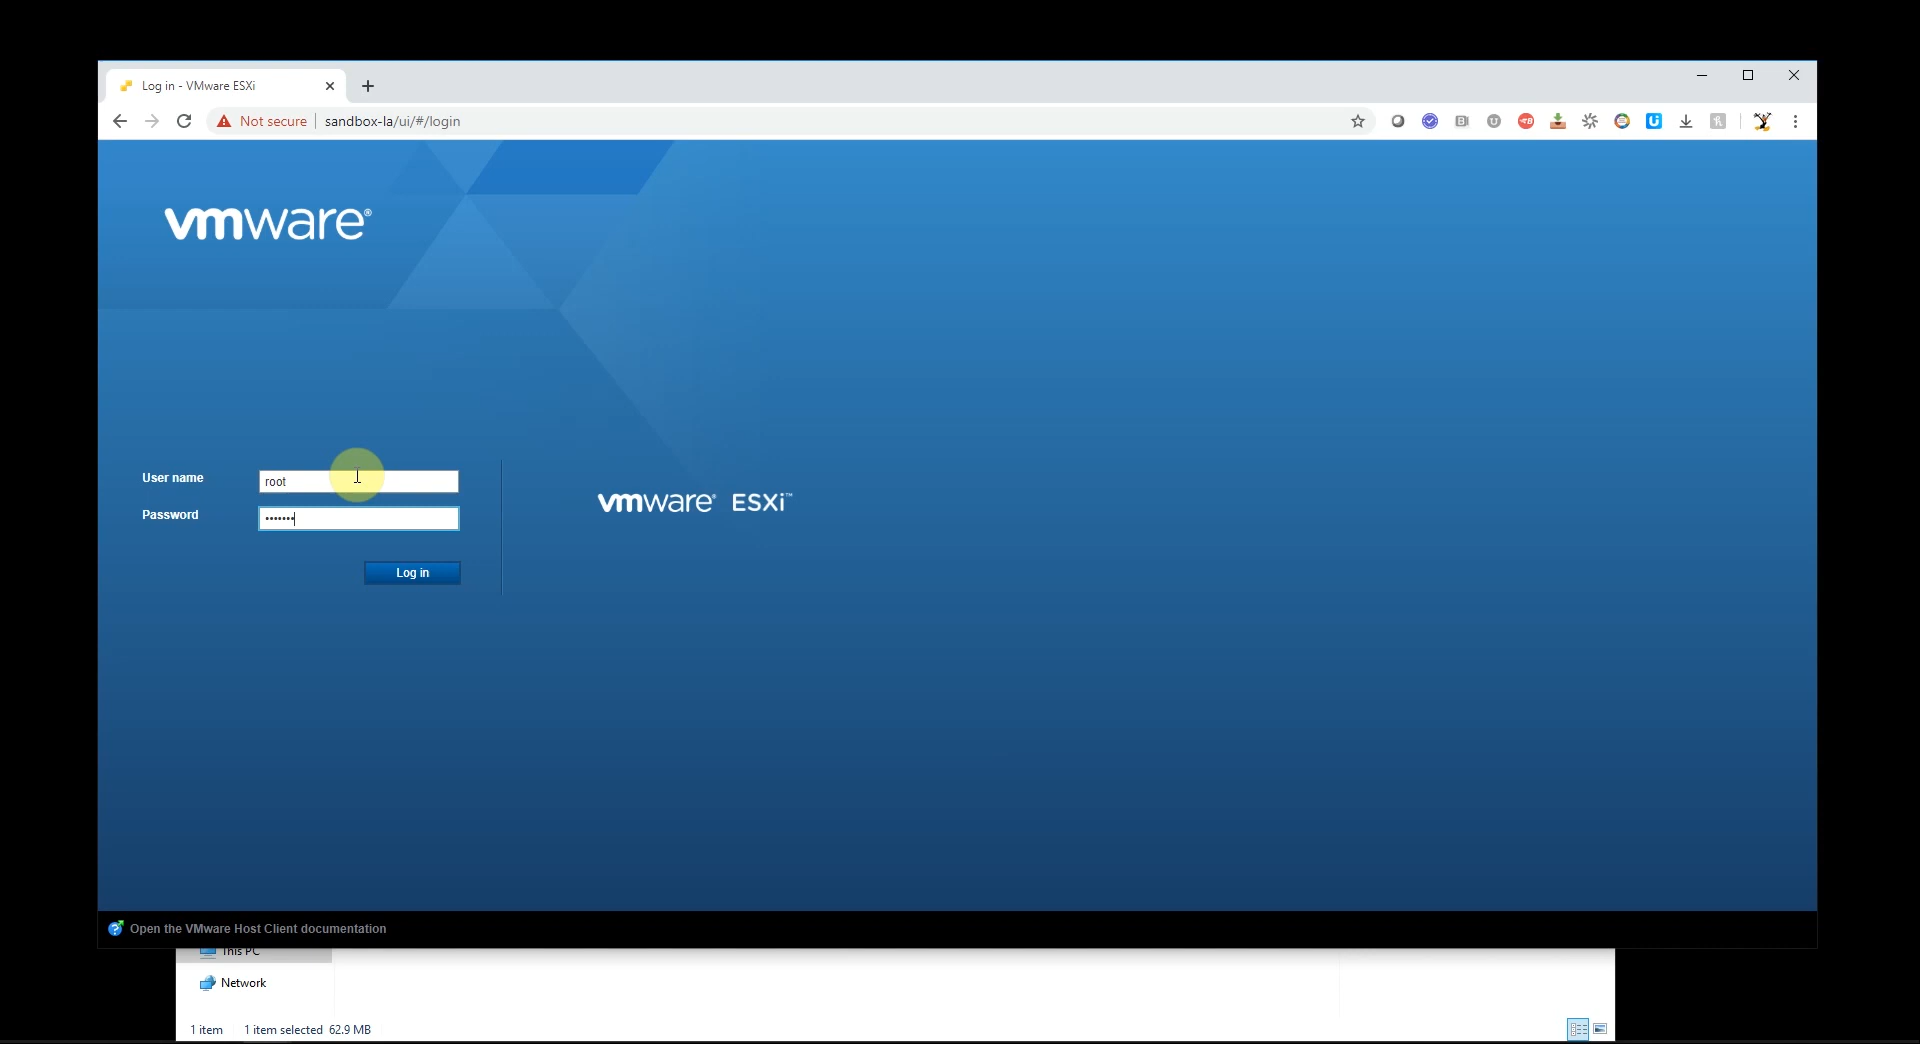 Log in - VMware ESXi
Not secure
sandbox-la/ui/#/login
vmware®
User name
root
Password
•••••••
Log in
vmware® ESXi™
Open the VMware Host Client documentation
This PC
Network
1 item
1 item selected 62.9 MB